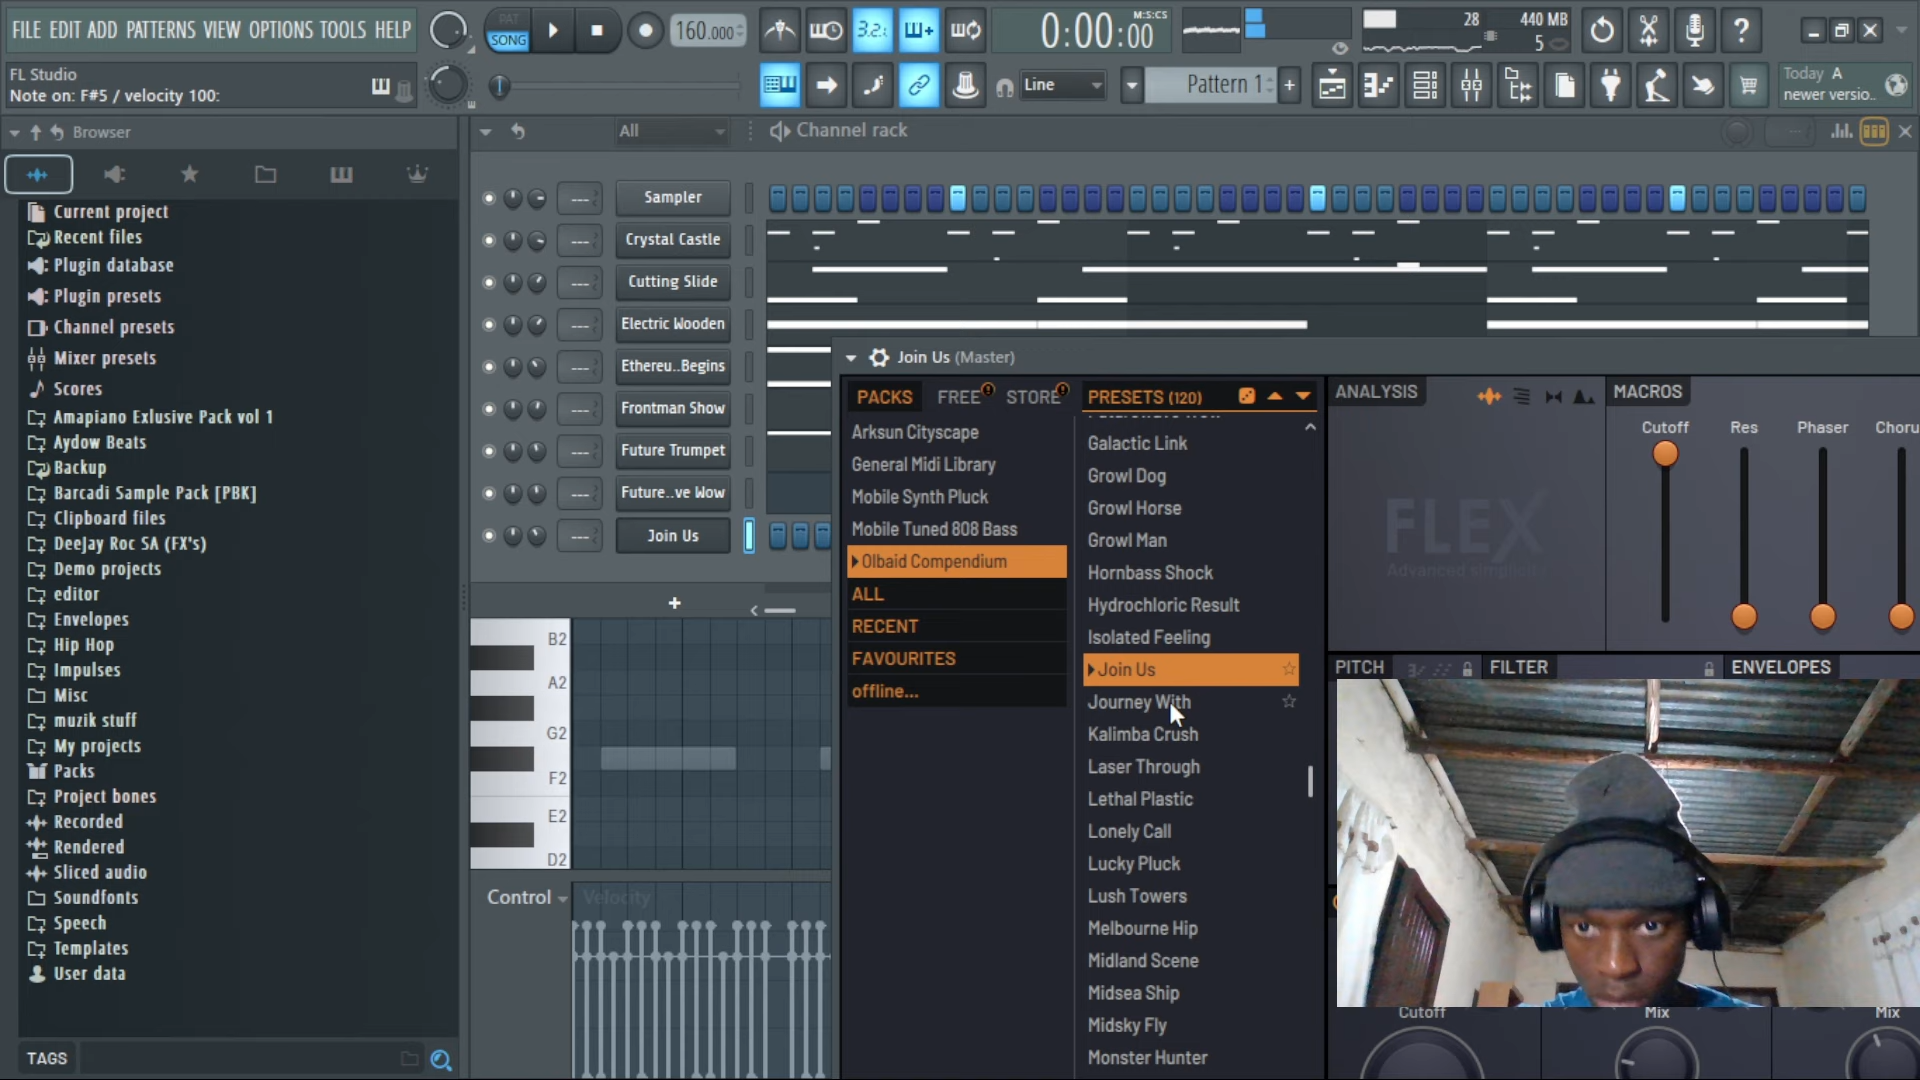 FILE EDIT ADD PATTERNS VIEW OPTIONS TOOLS HELP
PAT
SONG
160.000
3.2.:
0:00:00
M:S:CS
28
440 MB
5
FL Studio
Note on: F#5 / velocity 100:
Line
Pattern 1
Today A
newer versio..
Browser
All
Channel rack
Current project
Recent files
Plugin database
Plugin presets
Channel presets
Mixer presets
Scores
Amapiano Exlusive Pack vol 1
Aydow Beats
Backup
Barcadi Sample Pack [PBK]
Clipboard files
DeeJay Roc SA (FX's)
Demo projects
editor
Envelopes
Hip Hop
Impulses
Misc
muzik stuff
My projects
Packs
Project bones
Recorded
Rendered
Sliced audio
Soundfonts
Speech
Templates
User data
TAGS
Sampler
Crystal Castle
Cutting Slide
Electric Wooden
Ethereu..Begins
Frontman Show
Future Trumpet
Future..ve Wow
Join Us
B2
A2
G2
F2
E2
D2
Control
Velocity
Join Us (Master)
PACKS
FREE
STORE
PRESETS (120)
Arksun Cityscape
General Midi Library
Mobile Synth Pluck
Mobile Tuned 808 Bass
Olbaid Compendium
ALL
RECENT
FAVOURITES
offline...
Galactic Link
Growl Dog
Growl Horse
Growl Man
Hornbass Shock
Hydrochloric Result
Isolated Feeling
Join Us
Journey With
Kalimba Crush
Laser Through
Lethal Plastic
Lonely Call
Lucky Pluck
Lush Towers
Melbourne Hip
Midland Scene
Midsea Ship
Midsky Fly
Monster Hunter
ANALYSIS
FLEX
MACROS
Cutoff
Res
Phaser
Choru
PITCH
FILTER
ENVELOPES
Cutoff
Mix
Mix